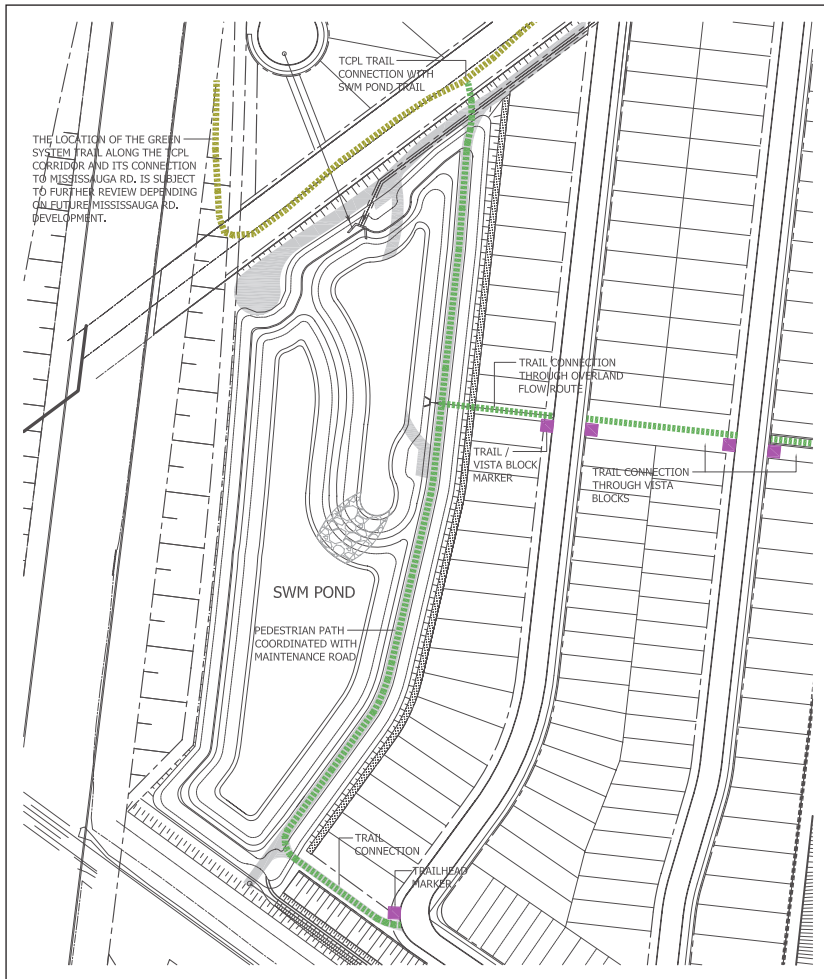 TCPL TRAIL
CONNECTION WITH
SWM POND TRAIL
THE LOCATION OF THE GREEN
SYSTEM TRAIL ALONG THE TCPL
CORRIDOR AND ITS CONNECTION
TO MISSISSAUGA RD. IS SUBJECT
TO FURTHER REVIEW DEPENDING
ON FUTURE MISSISSAUGA RD.
DEVELOPMENT.
TRAIL CONNECTION
THROUGH OVERLAND
FLOW ROUTE
TRAIL /
VISTA BLOCK
MARKER
TRAIL CONNECTION
THROUGH VISTA
BLOCKS
SWM POND
PEDESTRIAN PATH
COORDINATED WITH
MAINTENANCE ROAD
TRAIL
CONNECTION
TRAILHEAD
MARKER